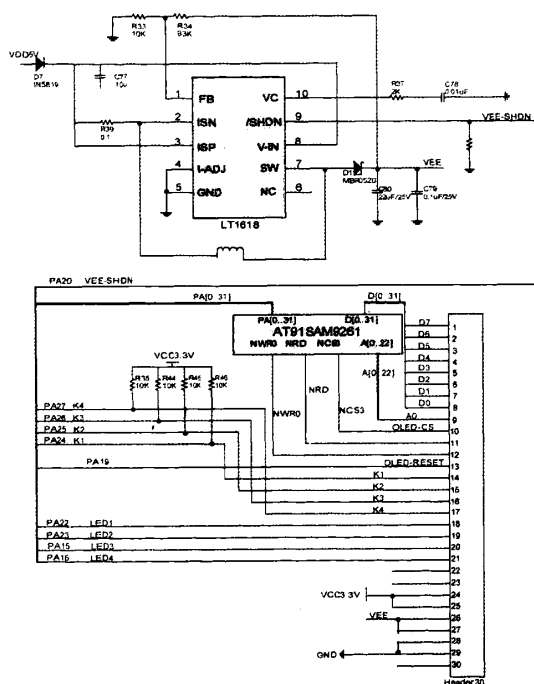 R33 R34
10K 93K
VDD5V
D7
IN5819
C77
10u
1 FB VC 10
R37
2K
C78
0.01uF
2 ISN /SHDN 9
VEE-SHDN
R39
0.1
3 ISP V-IN 8
4 I-ADJ SW 7
VEE
MBR0520
5 GND NC 6
LT1618
C80
22uF/25V
C79
0.1uF/25V
PA20 VEE-SHDN
PA[0..31] D[0..31]
PA[0..31] D[0..31]
AT91SAM9261
NWR0 NRD NCS3 A[0..22]
D7 1
D6 2
D5 3
D4 4
D3 5
D2 6
D1 7
D0 8
A0 9
OLED-CS 10
11
12
OLED-RESET 13
K1 14
K2 15
K3 16
K4 17
18
19
20
21
22
23
24
25
26
27
28
29
30
VCC3.3V
R35 R44 R45 R46
10K 10K 10K 10K
NWR0
NRD
NCS3
A[0..22]
PA27 K4
PA26 K3
PA25 K2
PA24 K1
PA19
PA22 LED1
PA23 LED2
PA15 LED3
PA16 LED4
VCC3.3V
VEE
GND
Header30